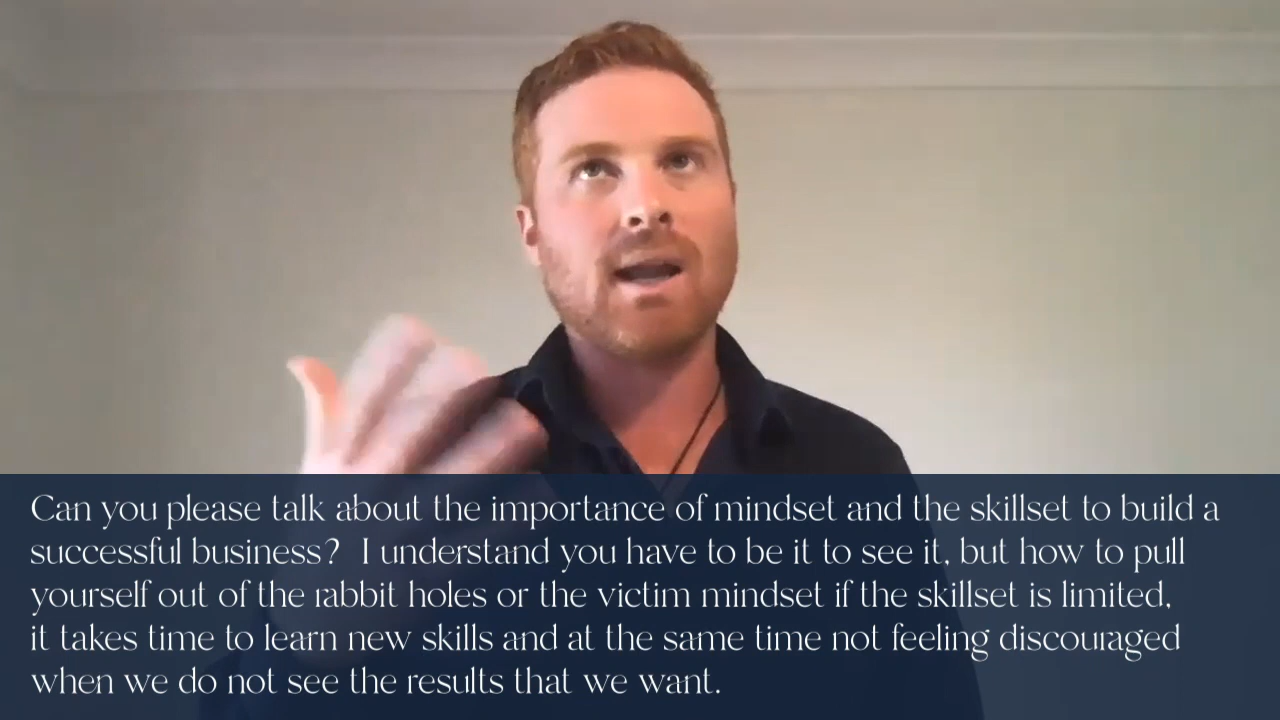 Can you please talk about the importance of mindset and the skillset to build a
successful business?  I understand you have to be it to see it, but how to pull
yourself out of the rabbit holes or the victim mindset if the skillset is limited,
it takes time to learn new skills and at the same time not feeling discouraged
when we do not see the results that we want.